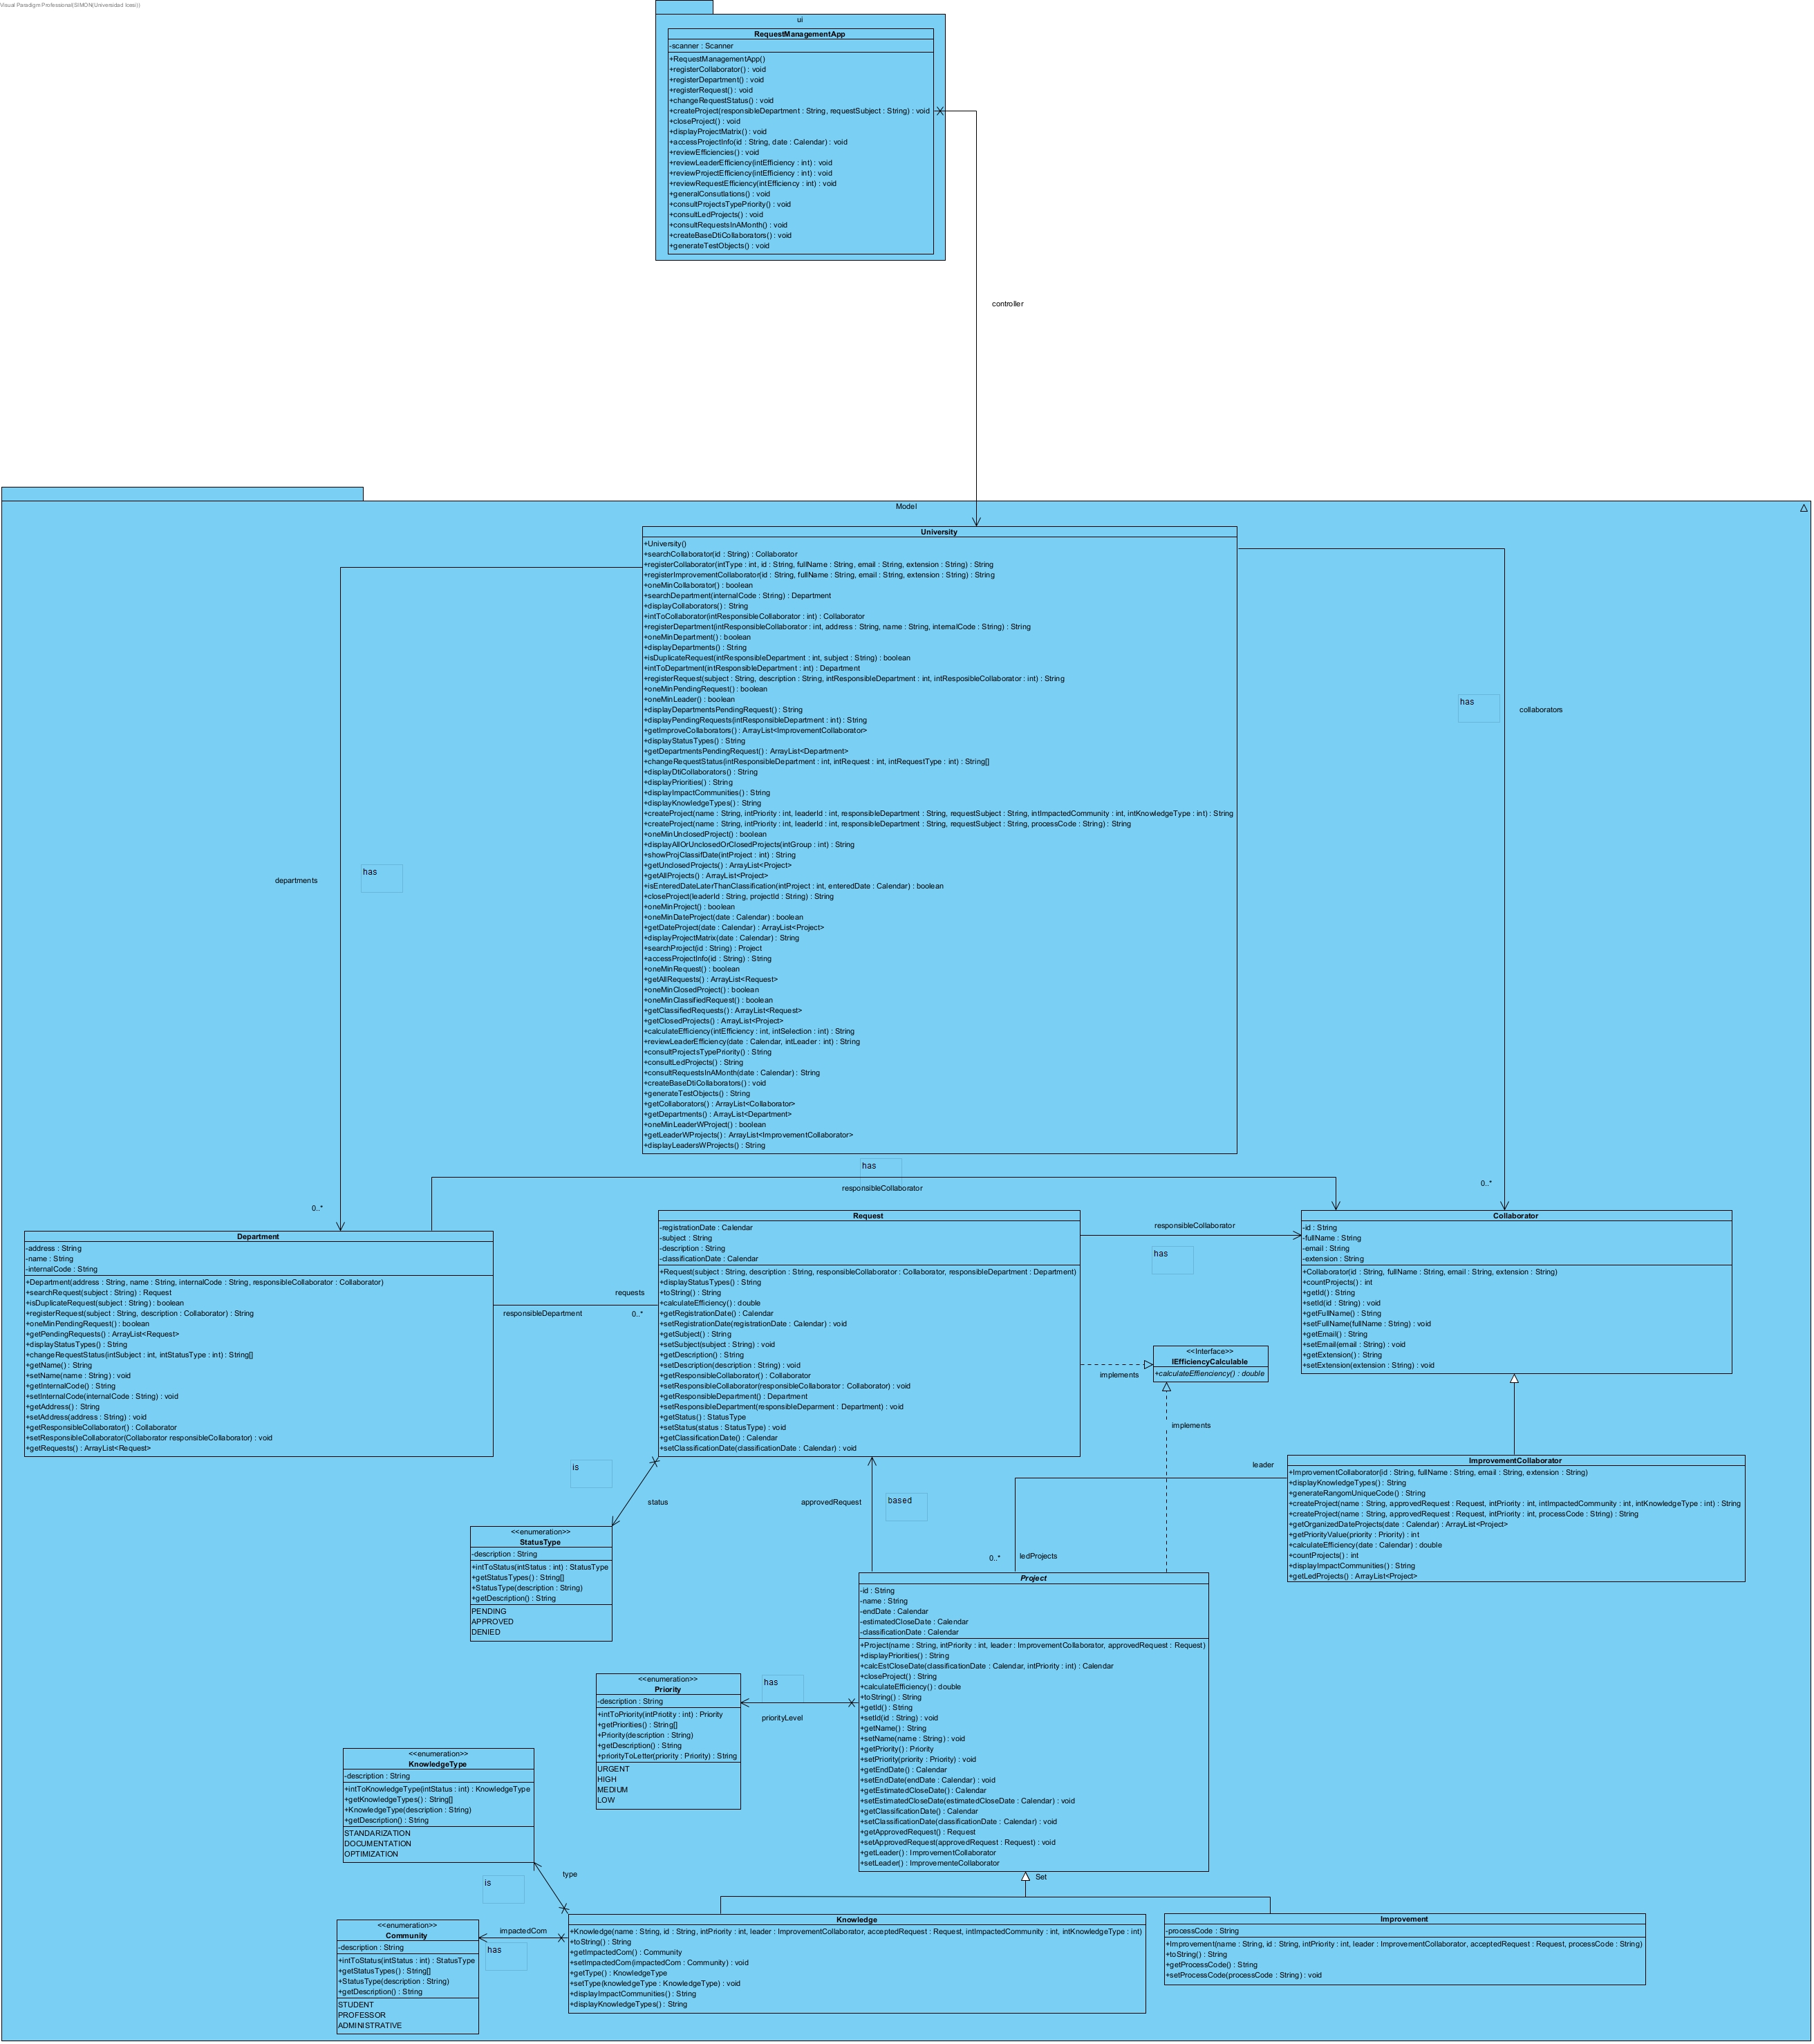 Visual Paradigm Professional(SIMON(Universidad Icesi))
ui
RequestManagementApp
-scanner : Scanner
+RequestManagementApp()
+registerCollaborator() : void
+registerDepartment() : void
+registerRequest() : void
+changeRequestStatus() : void
+createProject(responsibleDepartment : String, requestSubject : String) : void
+closeProject() : void
+displayProjectMatrix() : void
+accessProjectInfo(id : String, date : Calendar) : void
+reviewEfficiencies() : void
+reviewLeaderEfficiency(intEfficiency : int) : void
+reviewProjectEfficiency(intEfficiency : int) : void
+reviewRequestEfficiency(intEfficiency : int) : void
+generalConsutlations() : void
+consultProjectsTypePriority() : void
+consultLedProjects() : void
+consultRequestsInAMonth() : void
+createBaseDtiCollaborators() : void
+generateTestObjects() : void
controller
Model
University
+University()
+searchCollaborator(id : String) : Collaborator
+registerCollaborator(intType : int, id : String, fullName : String, email : String, extension : String) : String
+registerImprovementCollaborator(id : String, fullName : String, email : String, extension : String) : String
+oneMinCollaborator() : boolean
+searchDepartment(internalCode : String) : Department
+displayCollaborators() : String
+intToCollaborator(intResponsibleCollaborator : int) : Collaborator
+registerDepartment(intResponsibleCollaborator : int, address : String, name : String, internalCode : String) : String
+oneMinDepartment() : boolean
+displayDepartments() : String
+isDuplicateRequest(intResponsibleDepartment : int, subject : String) : boolean
+intToDepartment(intResponsibleDepartment : int) : Department
+registerRequest(subject : String, description : String, intResponsibleDepartment : int, intResposibleCollaborator : int) : String
+oneMinPendingRequest() : boolean
+oneMinLeader() : boolean
+displayDepartmentsPendingRequest() : String
+displayPendingRequests(intResponsibleDepartment : int) : String
+getImproveCollaborators() : ArrayList<ImprovementCollaborator>
+displayStatusTypes() : String
+getDepartmentsPendingRequest() : ArrayList<Department>
+changeRequestStatus(intResponsibleDepartment : int, intRequest : int, intRequestType : int) : String[]
+displayDtiCollaborators() : String
+displayPriorities() : String
+displayImpactCommunities() : String
+displayKnowledgeTypes() : String
+createProject(name : String, intPriority : int, leaderId : int, responsibleDepartment : String, requestSubject : String, intImpactedCommunity : int, intKnowledgeType : int) : String
+createProject(name : String, intPriority : int, leaderId : int, responsibleDepartment : String, requestSubject : String, processCode : String) : String
+oneMinUnclosedProject() : boolean
+displayAllOrUnclosedOrClosedProjects(intGroup : int) : String
+showProjClassifDate(intProject : int) : String
+getUnclosedProjects() : ArrayList<Project>
+getAllProjects() : ArrayList<Project>
+isEnteredDateLaterThanClassification(intProject : int, enteredDate : Calendar) : boolean
+closeProject(leaderId : String, projectId : String) : String
+oneMinProject() : boolean
+oneMinDateProject(date : Calendar) : boolean
+getDateProject(date : Calendar) : ArrayList<Project>
+displayProjectMatrix(date : Calendar) : String
+searchProject(id : String) : Project
+accessProjectInfo(id : String) : String
+oneMinRequest() : boolean
+getAllRequests() : ArrayList<Request>
+oneMinClosedProject() : boolean
+oneMinClassifiedRequest() : boolean
+getClassifiedRequests() : ArrayList<Request>
+getClosedProjects() : ArrayList<Project>
+calculateEfficiency(intEfficiency : int, intSelection : int) : String
+reviewLeaderEfficiency(date : Calendar, intLeader : int) : String
+consultProjectsTypePriority() : String
+consultLedProjects() : String
+consultRequestsInAMonth(date : Calendar) : String
+createBaseDtiCollaborators() : void
+generateTestObjects() : String
+getCollaborators() : ArrayList<Collaborator>
+getDepartments() : ArrayList<Department>
+oneMinLeaderWProject() : boolean
+getLeaderWProjects() : ArrayList<ImprovementCollaborator>
+displayLeadersWProjects() : String
has
collaborators
0..*
has
departments
0..*
has
responsibleCollaborator
Department
-address : String
-name : String
-internalCode : String
+Department(address : String, name : String, internalCode : String, responsibleCollaborator : Collaborator)
+searchRequest(subject : String) : Request
+isDuplicateRequest(subject : String) : boolean
+registerRequest(subject : String, description : Collaborator) : String
+oneMinPendingRequest() : boolean
+getPendingRequests() : ArrayList<Request>
+displayStatusTypes() : String
+changeRequestStatus(intSubject : int, intStatusType : int) : String[]
+getName() : String
+setName(name : String) : void
+getInternalCode() : String
+setInternalCode(internalCode : String) : void
+getAddress() : String
+setAddress(address : String) : void
+getResponsibleCollaborator() : Collaborator
+setResponsibleCollaborator(Collaborator responsibleCollaborator) : void
+getRequests() : ArrayList<Request>
requests
responsibleDepartment
0..*
Request
-registrationDate : Calendar
-subject : String
-description : String
-classificationDate : Calendar
+Request(subject : String, description : String, responsibleCollaborator : Collaborator, responsibleDepartment : Department)
+displayStatusTypes() : String
+toString() : String
+calculateEfficiency() : double
+getRegistrationDate() : Calendar
+setRegistrationDate(registrationDate : Calendar) : void
+getSubject() : String
+setSubject(subject : String) : void
+getDescription() : String
+setDescription(description : String) : void
+getResponsibleCollaborator() : Collaborator
+setResponsibleCollaborator(responsibleCollaborator : Collaborator) : void
+getResponsibleDepartment() : Department
+setResponsibleDepartment(responsibleDeparment : Department) : void
+getStatus() : StatusType
+setStatus(status : StatusType) : void
+getClassificationDate() : Calendar
+setClassificationDate(classificationDate : Calendar) : void
responsibleCollaborator
has
Collaborator
-id : String
-fullName : String
-email : String
-extension : String
+Collaborator(id : String, fullName : String, email : String, extension : String)
+countProjects() : int
+getId() : String
+setId(id : String) : void
+getFullName() : String
+setFullName(fullName : String) : void
+getEmail() : String
+setEmail(email : String) : void
+getExtension() : String
+setExtension(extension : String) : void
<<Interface>>
IEfficiencyCalculable
+calculateEffienciency() : double
implements
implements
leader
ImprovementCollaborator
+ImprovementCollaborator(id : String, fullName : String, email : String, extension : String)
+displayKnowledgeTypes() : String
+generateRangomUniqueCode() : String
+createProject(name : String, approvedRequest : Request, intPriority : int, intImpactedCommunity : int, intKnowledgeType : int) : String
+createProject(name : String, approvedRequest : Request, intPriority : int, processCode : String) : String
+getOrganizedDateProjects(date : Calendar) : ArrayList<Project>
+getPriorityValue(priority : Priority) : int
+calculateEfficiency(date : Calendar) : double
+countProjects() : int
+displayImpactCommunities() : String
+getLedProjects() : ArrayList<Project>
is
status
approvedRequest
based
0..*
ledProjects
<<enumeration>>
StatusType
-description : String
+intToStatus(intStatus : int) : StatusType
+getStatusTypes() : String[]
+StatusType(description : String)
+getDescription() : String
PENDING
APPROVED
DENIED
Project
-id : String
-name : String
-endDate : Calendar
-estimatedCloseDate : Calendar
-classificationDate : Calendar
+Project(name : String, intPriority : int, leader : ImprovementCollaborator, approvedRequest : Request)
+displayPriorities() : String
+calcEstCloseDate(classificationDate : Calendar, intPriority : int) : Calendar
+closeProject() : String
+calculateEfficiency() : double
+toString() : String
+getId() : String
+setId(id : String) : void
+getName() : String
+setName(name : String) : void
+getPriority() : Priority
+setPriority(priority : Priority) : void
+getEndDate() : Calendar
+setEndDate(endDate : Calendar) : void
+getEstimatedCloseDate() : Calendar
+setEstimatedCloseDate(estimatedCloseDate : Calendar) : void
+getClassificationDate() : Calendar
+setClassificationDate(classificationDate : Calendar) : void
+getApprovedRequest() : Request
+setApprovedRequest(approvedRequest : Request) : void
+getLeader() : ImprovementCollaborator
+setLeader() : ImprovementeCollaborator
<<enumeration>>
Priority
-description : String
+intToPriority(intPriotity : int) : Priority
+getPriorities() : String[]
+Priority(description : String)
+getDescription() : String
+priorityToLetter(priority : Priority) : String
URGENT
HIGH
MEDIUM
LOW
has
priorityLevel
<<enumeration>>
KnowledgeType
-description : String
+intToKnowledgeType(intStatus : int) : KnowledgeType
+getKnowledgeTypes() : String[]
+KnowledgeType(description : String)
+getDescription() : String
STANDARIZATION
DOCUMENTATION
OPTIMIZATION
type
is
Set
<<enumeration>>
Community
-description : String
+intToStatus(intStatus : int) : StatusType
+getStatusTypes() : String[]
+StatusType(description : String)
+getDescription() : String
STUDENT
PROFESSOR
ADMINISTRATIVE
impactedCom
has
Knowledge
+Knowledge(name : String, id : String, intPriority : int, leader : ImprovementCollaborator, acceptedRequest : Request, intImpactedCommunity : int, intKnowledgeType : int)
+toString() : String
+getImpactedCom() : Community
+setImpactedCom(impactedCom : Community) : void
+getType() : KnowledgeType
+setType(knowledgeType : KnowledgeType) : void
+displayImpactCommunities() : String
+displayKnowledgeTypes() : String
Improvement
-processCode : String
+Improvement(name : String, id : String, intPriority : int, leader : ImprovementCollaborator, acceptedRequest : Request, processCode : String)
+toString() : String
+getProcessCode() : String
+setProcessCode(processCode : String) : void